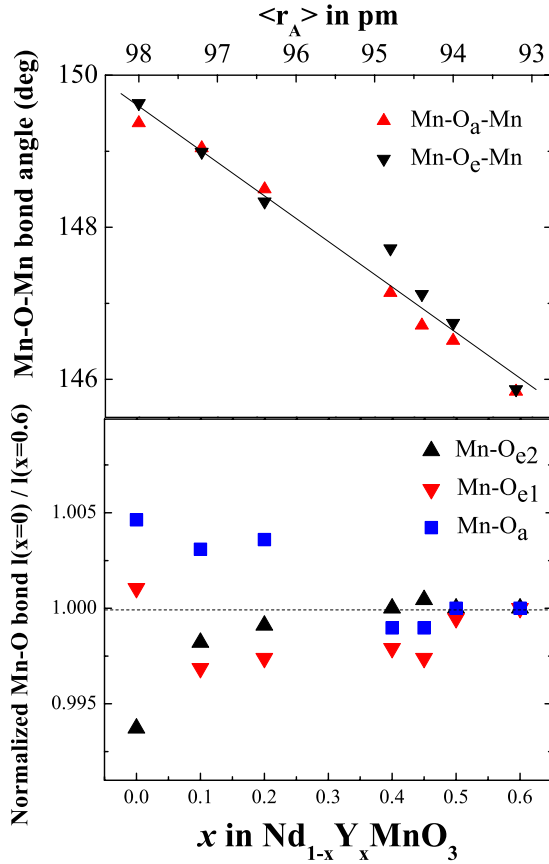 <r_A> in pm
98 97 96 95 94 93
Mn-O-Mn bond angle (deg)
150
148
146
Mn-O_a-Mn
Mn-O_e-Mn
Normalized Mn-O bond l(x=0) / l(x=0.6)
1.005
1.000
0.995
Mn-O_e2
Mn-O_e1
Mn-O_a
0.0 0.1 0.2 0.3 0.4 0.5 0.6
x in Nd_1-x Y_x MnO_3